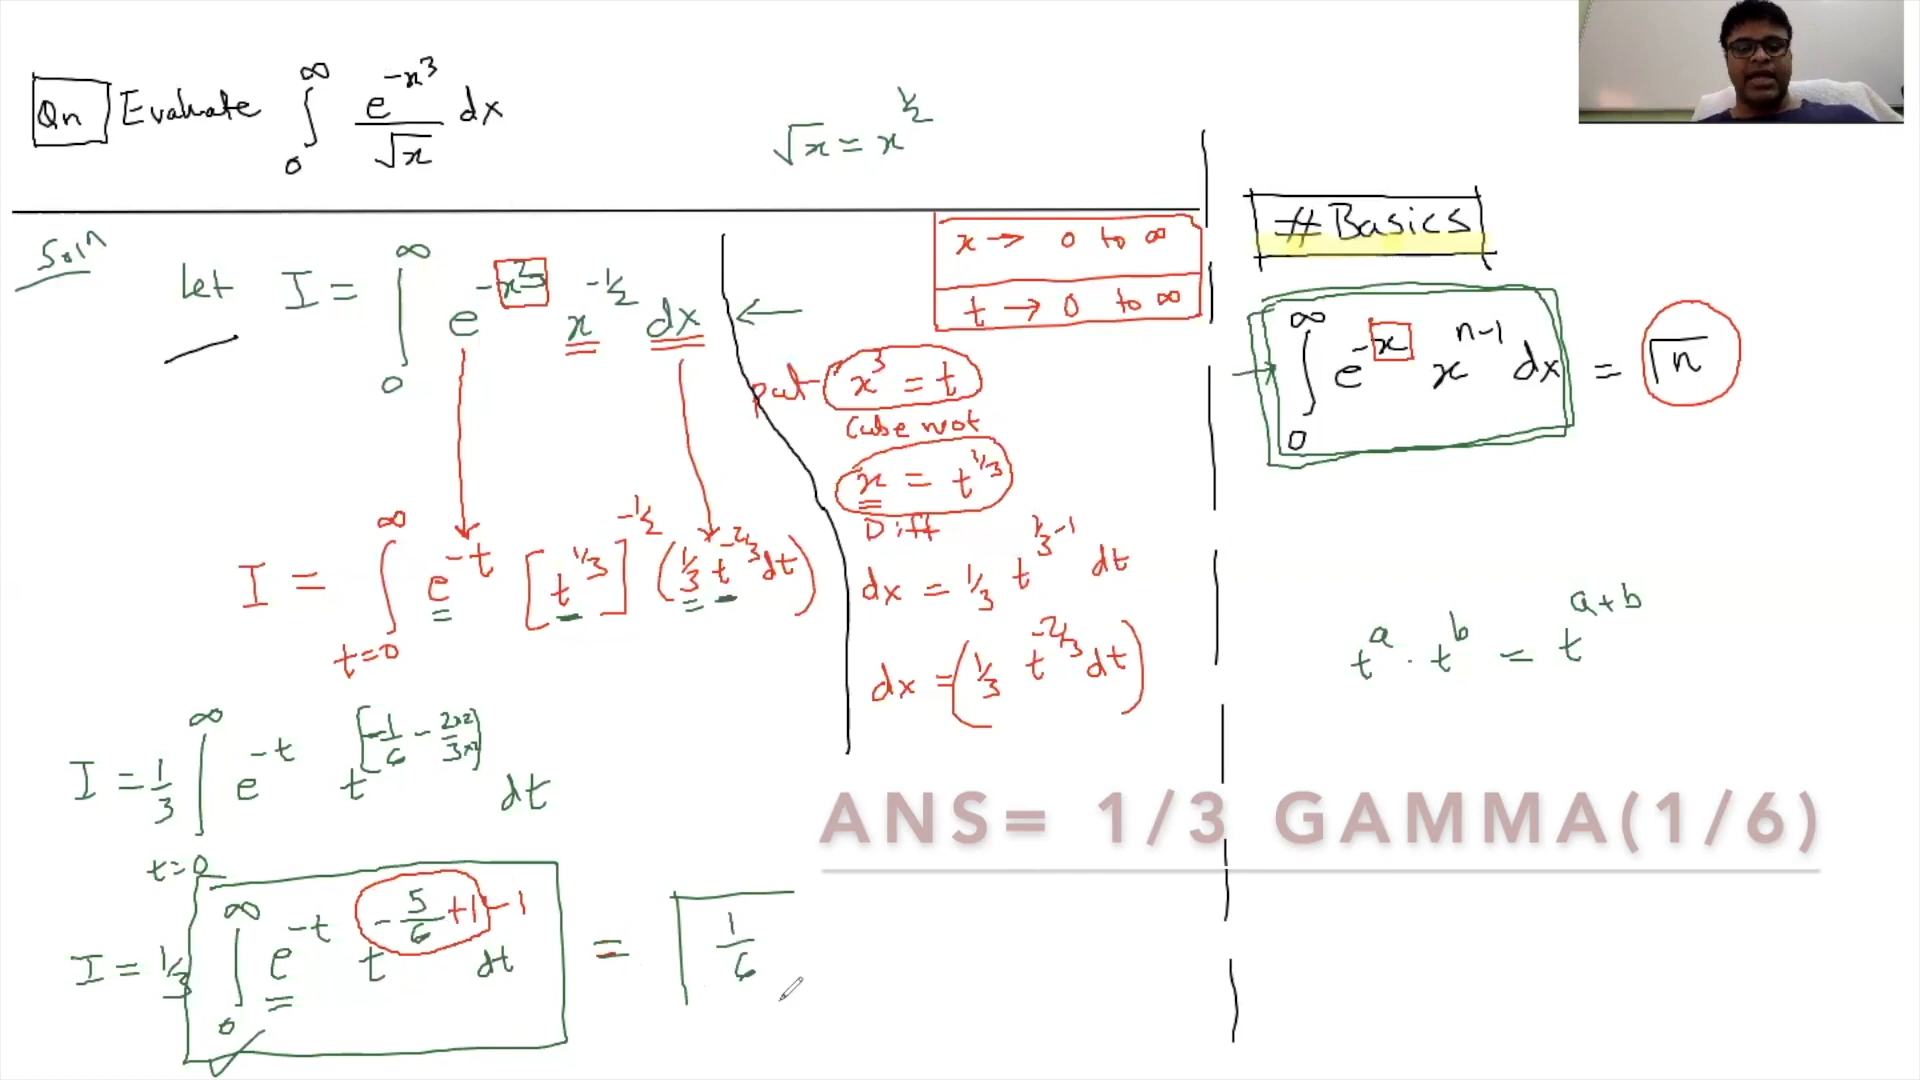 Qn Evaluate ∫₀^∞ e^{-x³}/√x dx
√x = x^{1/2}
Solⁿ
Let I = ∫₀^∞ e^{-x³} x^{-1/2} dx ←
x → 0 to ∞
t → 0 to ∞
put x³ = t
Cube root
x = t^{1/3}
Diff
dx = 1/3 t^{1/3-1} dt
dx = (1/3 t^{-2/3} dt)
I = ∫_{t=0}^∞ e^{-t} [t^{1/3}]^{-1/2} (1/3 t^{-2/3} dt)
I = 1/3 ∫_{t=0}^∞ e^{-t} t^{[-1/6 - 2×2/3×2]} dt
I = 1/3 ∫₀^∞ e^{-t} t^{-5/6+1-1} dt = Γ1/6
# Basics
∫₀^∞ e^{-x} x^{n-1} dx = Γn
t^a · t^b = t^{a+b}
ANS= 1/3 GAMMA(1/6)